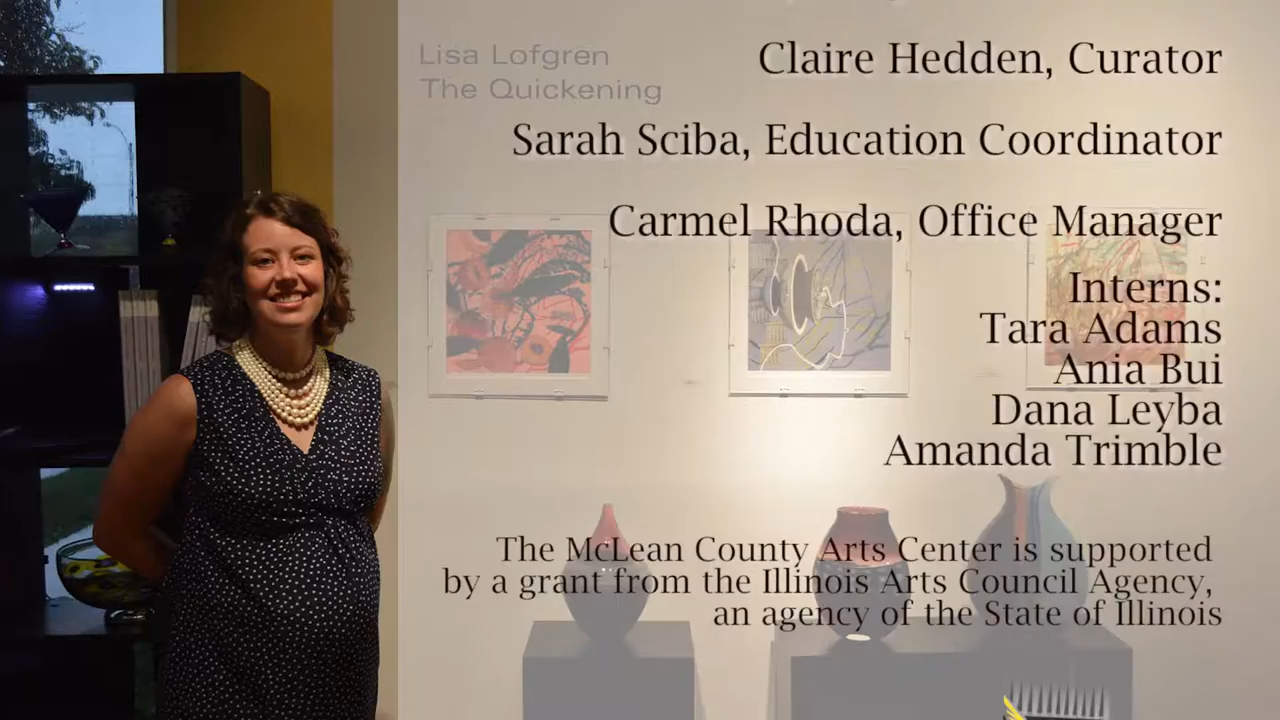 Lisa Lofgren
The Quickening
Claire Hedden, Curator
Sarah Sciba, Education Coordinator
Carmel Rhoda, Office Manager
Interns:
Tara Adams
Ania Bui
Dana Leyba
Amanda Trimble
The McLean County Arts Center is supported
by a grant from the Illinois Arts Council Agency,
an agency of the State of Illinois